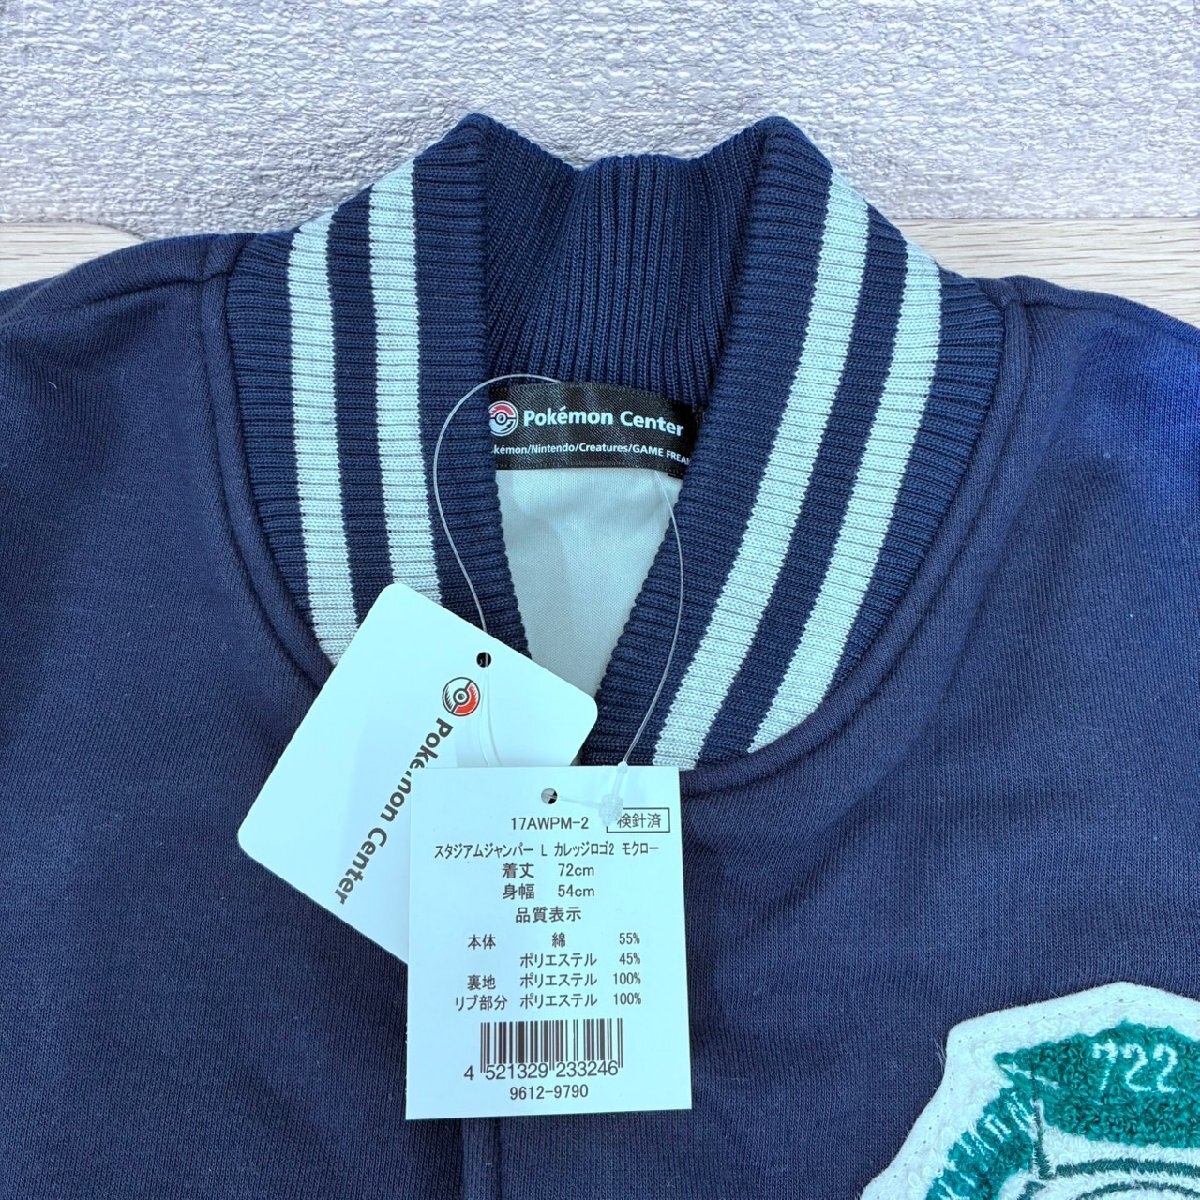 Pokémon Center
kémon/Nintendo/Creatures/GAME FREA
Pokémon Center
17AWPM-2 検針済
スタジアムジャンパー L カレッジロゴ2 モクロー
着丈 72cm
身幅 54cm
品質表示
本体 綿 55%
ポリエステル 45%
裏地 ポリエステル 100%
リブ部分 ポリエステル 100%
4 521329 233246
9612-9790
722